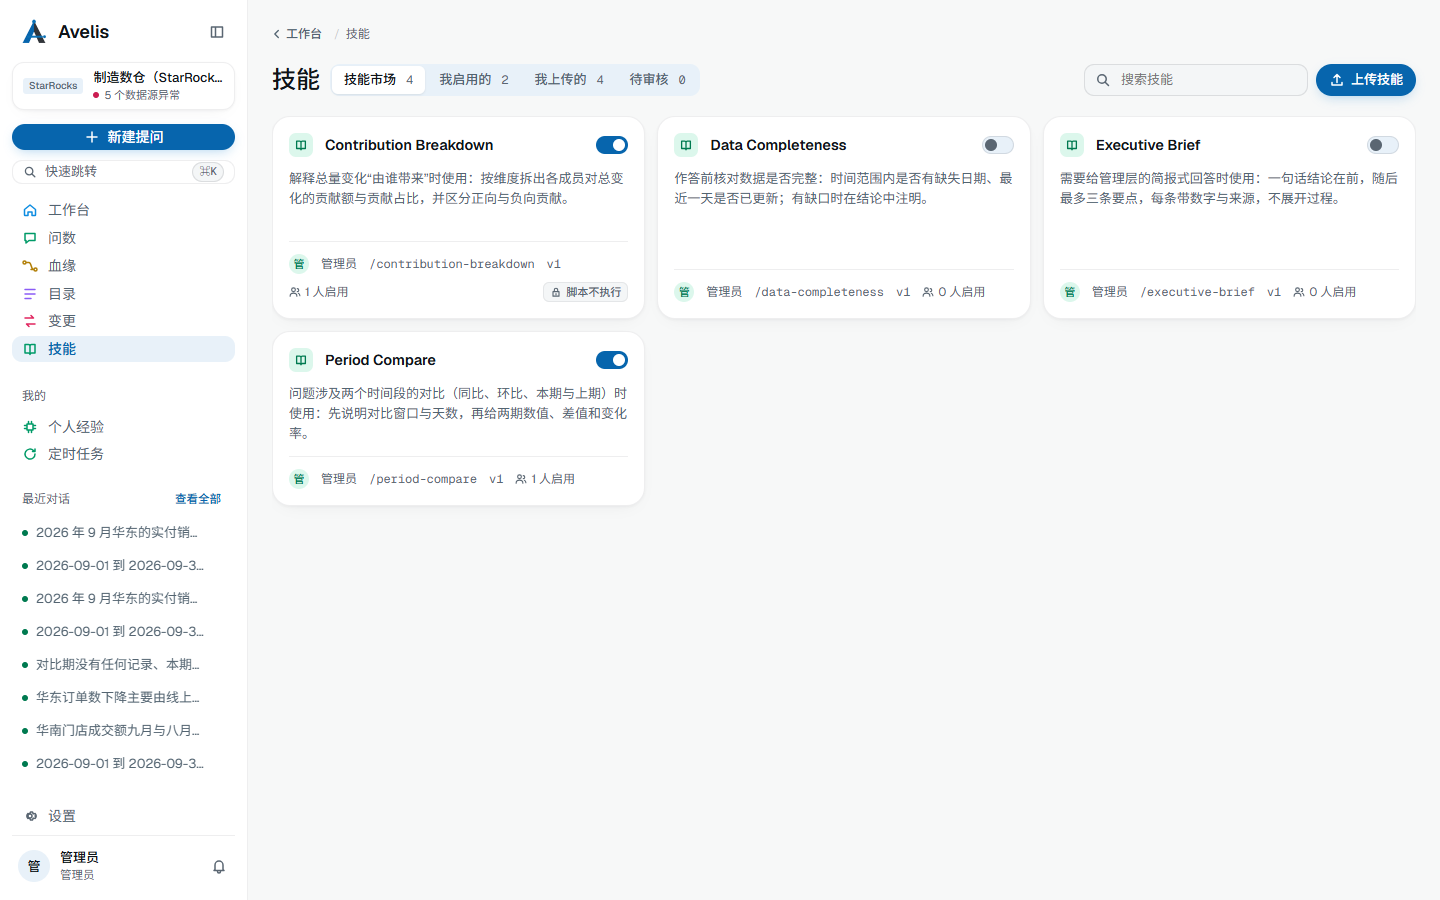 Avelis
StarRocks
制造数仓（StarRock...
5 个数据源异常
新建提问
快速跳转
⌘K
工作台
问数
血缘
目录
变更
技能
我的
个人经验
定时任务
最近对话
查看全部
2026 年 9 月华东的实付销...
2026-09-01 到 2026-09-3...
2026 年 9 月华东的实付销...
2026-09-01 到 2026-09-3...
对比期没有任何记录、本期...
华东订单数下降主要由线上...
华南门店成交额九月与八月...
2026-09-01 到 2026-09-3...
设置
管
管理员
管理员
工作台 / 技能
技能
技能市场 4
我启用的 2
我上传的 4
待审核 0
搜索技能
上传技能
Contribution Breakdown
解释总量变化“由谁带来”时使用：按维度拆出各成员对总变
化的贡献额与贡献占比，并区分正向与负向贡献。
管 管理员 /contribution-breakdown v1
1 人启用
脚本不执行
Data Completeness
作答前核对数据是否完整：时间范围内是否有缺失日期、最
近一天是否已更新；有缺口时在结论中注明。
管 管理员 /data-completeness v1 0 人启用
Executive Brief
需要给管理层的简报式回答时使用：一句话结论在前，随后
最多三条要点，每条带数字与来源，不展开过程。
管 管理员 /executive-brief v1 0 人启用
Period Compare
问题涉及两个时间段的对比（同比、环比、本期与上期）时
使用：先说明对比窗口与天数，再给两期数值、差值和变化
率。
管 管理员 /period-compare v1 1 人启用